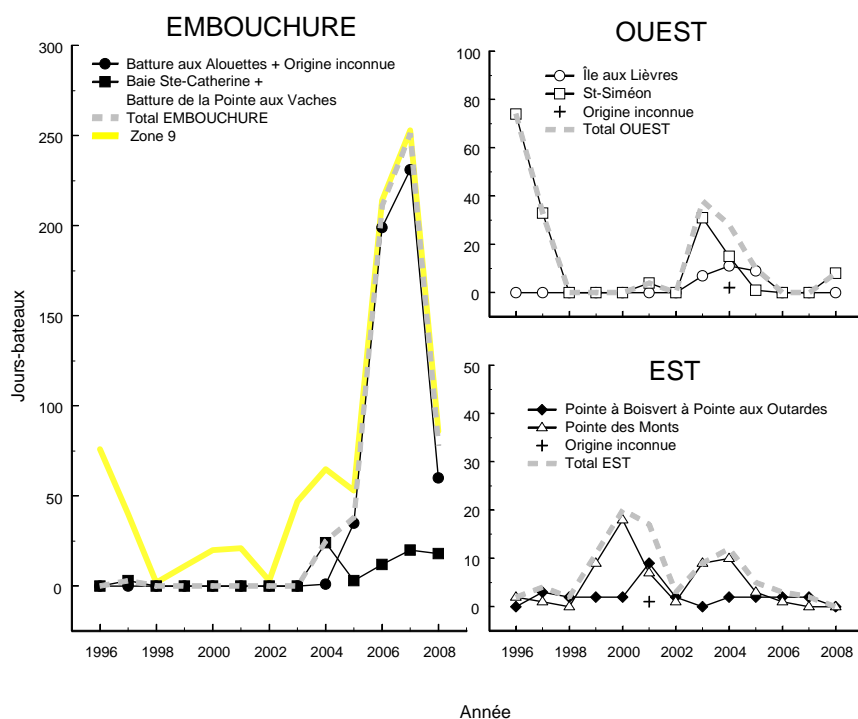 EMBOUCHURE
300
250
200
150
100
50
0
Jours-bateaux
Batture aux Alouettes + Origine inconnue
Baie Ste-Catherine +
Batture de la Pointe aux Vaches
Total EMBOUCHURE
Zone 9
1996 1998 2000 2002 2004 2006 2008
OUEST
100
80
60
40
20
0
Île aux Lièvres
St-Siméon
Origine inconnue
Total OUEST
1996 1998 2000 2002 2004 2006 2008
EST
50
40
30
20
10
0
Pointe à Boisvert à Pointe aux Outardes
Pointe des Monts
Origine inconnue
Total EST
1996 1998 2000 2002 2004 2006 2008
Année